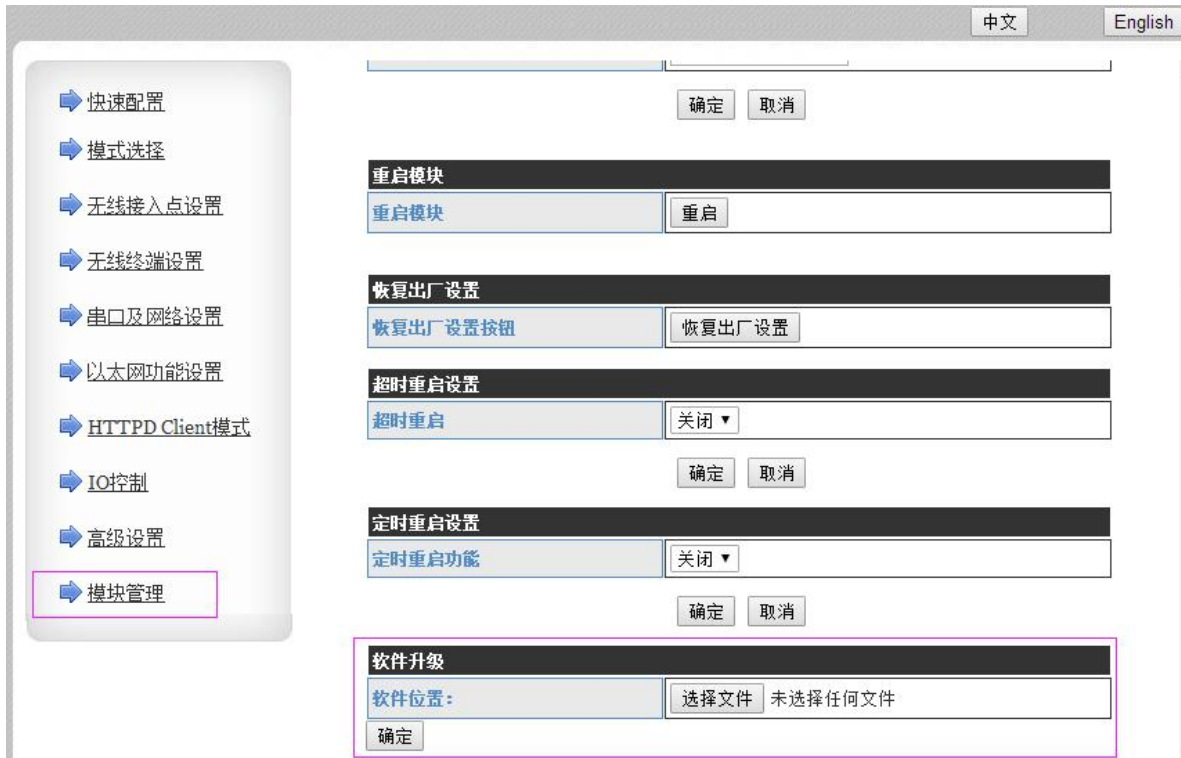 中文 English
快速配置
模式选择
无线接入点设置
无线终端设置
串口及网络设置
以太网功能设置
HTTPD Client模式
IO控制
高级设置
模块管理
确定 取消
重启模块
重启模块 重启
恢复出厂设置
恢复出厂设置按钮 恢复出厂设置
超时重启设置
超时重启 关闭
确定 取消
定时重启设置
定时重启功能 关闭
确定 取消
软件升级
软件位置: 选择文件 未选择任何文件
确定